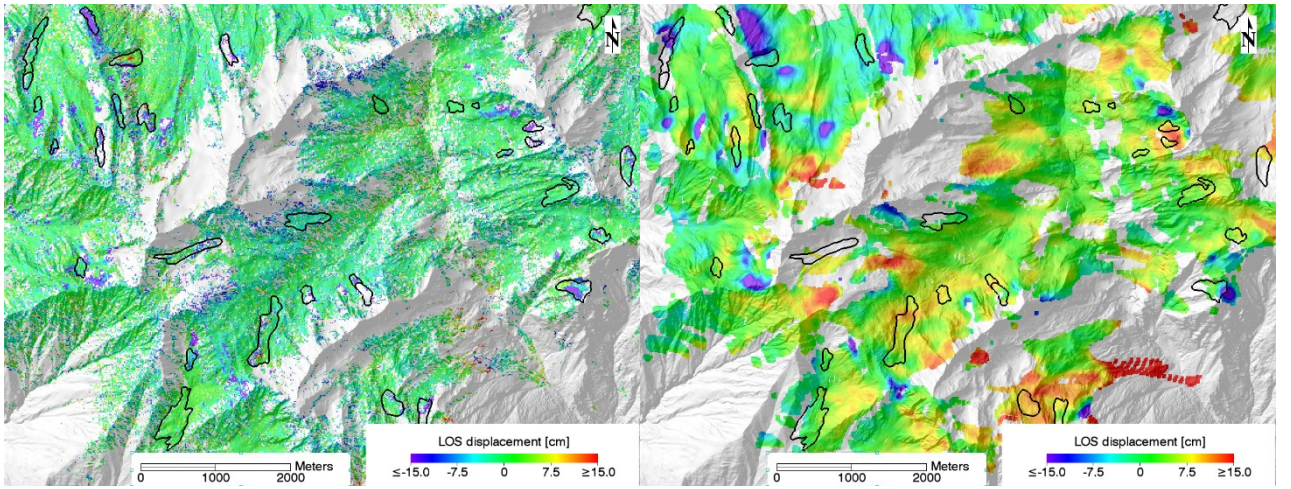 N
N
LOS displacement [cm]
≤-15.0 -7.5 0 7.5 ≥15.0
Meters
0 1000 2000
LOS displacement [cm]
≤-15.0 -7.5 0 7.5 ≥15.0
Meters
0 1000 2000